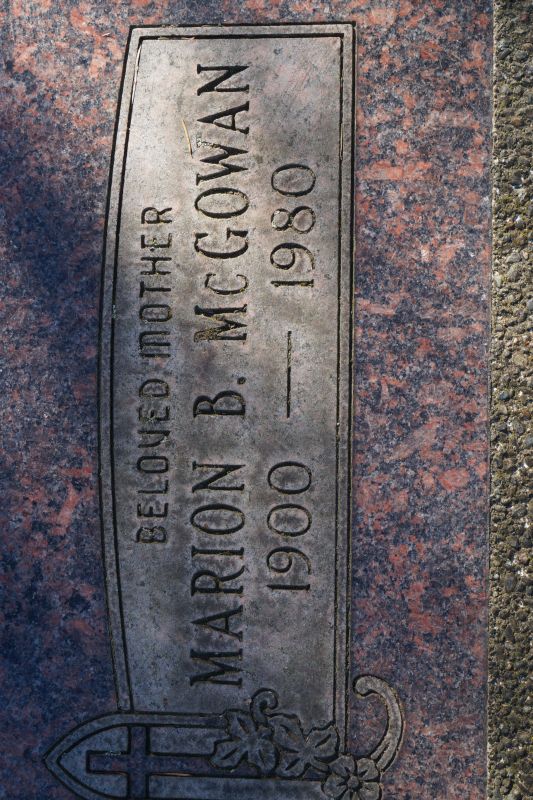 BELOVED MOTHER
MARION B. McGOWAN
1900 — 1980